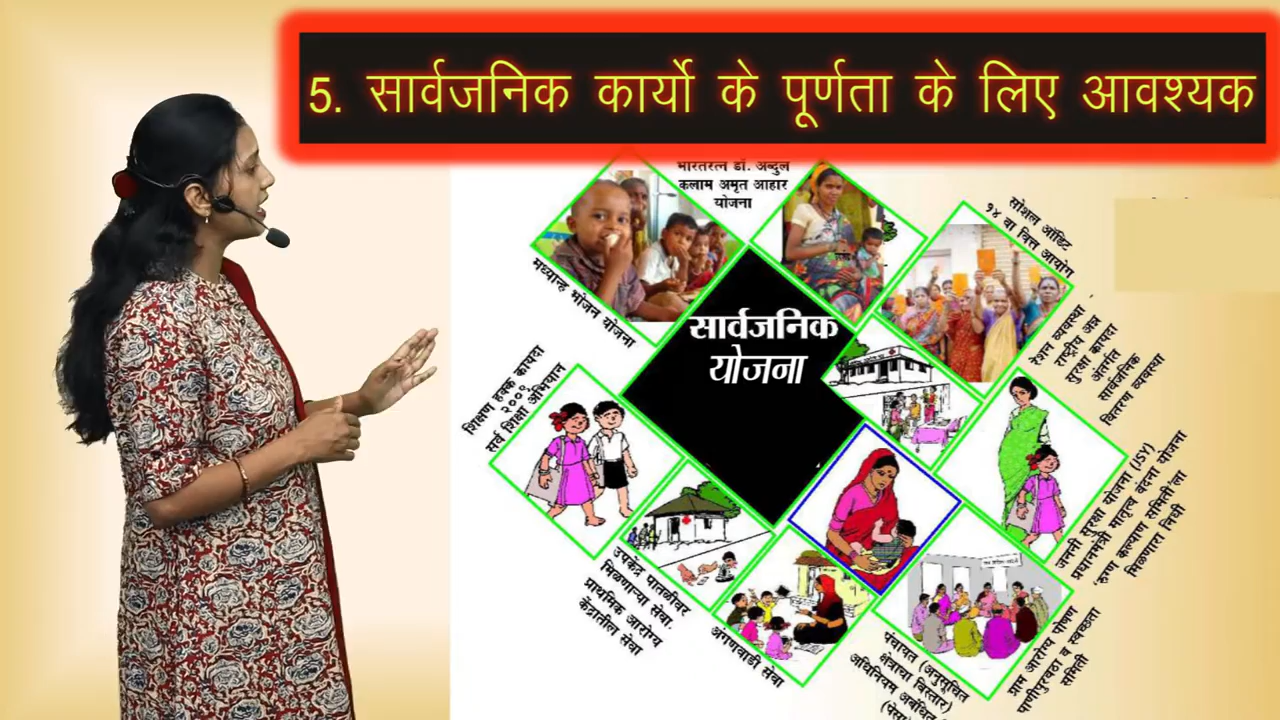 5. सार्वजनिक कार्यो के पूर्णता के लिए आवश्यक
भारतरत्न डॉ. अब्दुल
कलाम अमृत आहार
योजना
सोशल ऑडिट
१४ वा वित्त आयोग
मध्यान्ह भोजन योजना
सार्वजनिक
योजना
रेशन व्यवस्था
राष्ट्रीय अन्न
सुरक्षा कायदा
अंतर्गत
सार्वजनिक
वितरण व्यवस्था
शिक्षण हक्क कायदा
२०००
सर्व शिक्षा अभियान
जननी सुरक्षा योजना (JSY)
प्रधानमंत्री मातृत्व वंदना योजना
'रुग्ण कल्याण समिती'ला
मिळणारा निधी
उपकेंद्र पातळीवर
मिळणाऱ्या सेवा.
प्राथमिक आरोग्य
केंद्रातील सेवा
अंगणवाडी सेवा
पंचायत (अनुसूचित
क्षेत्राचा विस्तार)
अधिनियम अबंधित
(पेसा)
ग्राम आरोग्य पोषण
पाणीपुरवठा व स्वच्छता
समिती